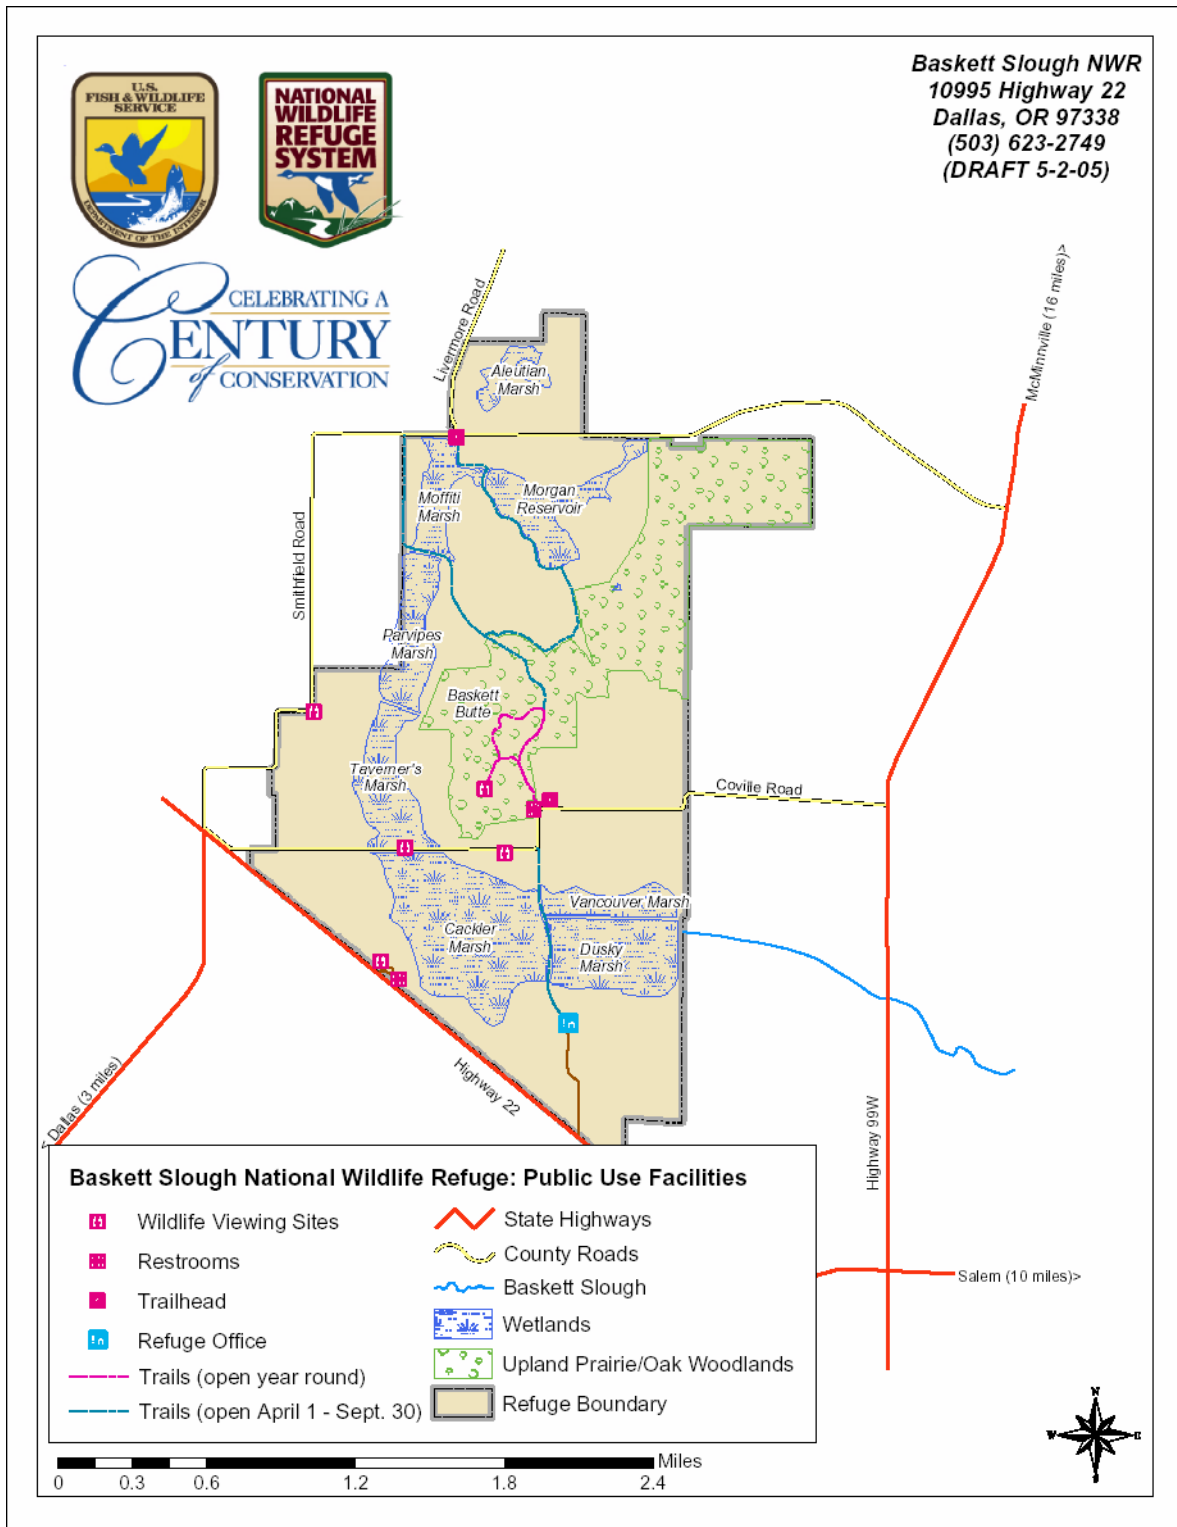 U.S.
FISH & WILDLIFE
SERVICE
DEPARTMENT OF THE INTERIOR
NATIONAL
WILDLIFE
REFUGE
SYSTEM
CELEBRATING A
CENTURY
of CONSERVATION
Baskett Slough NWR
10995 Highway 22
Dallas, OR 97338
(503) 623-2749
(DRAFT 5-2-05)
McMinnville (16 miles)>
Livermore Road
Aleutian
Marsh
Moffiti
Marsh
Morgan
Reservoir
Smithfield Road
Parvipes
Marsh
Baskett
Butte
Taverner's
Marsh
Coville Road
Vancouver Marsh
Cackler
Marsh
Dusky
Marsh
Highway 22
< Dallas (3 miles)
Highway 99W
Salem (10 miles)>
Baskett Slough National Wildlife Refuge: Public Use Facilities
Wildlife Viewing Sites
Restrooms
Trailhead
Refuge Office
Trails (open year round)
Trails (open April 1 - Sept. 30)
State Highways
County Roads
Baskett Slough
Wetlands
Upland Prairie/Oak Woodlands
Refuge Boundary
N
W
E
S
Miles
0 0.3 0.6 1.2 1.8 2.4